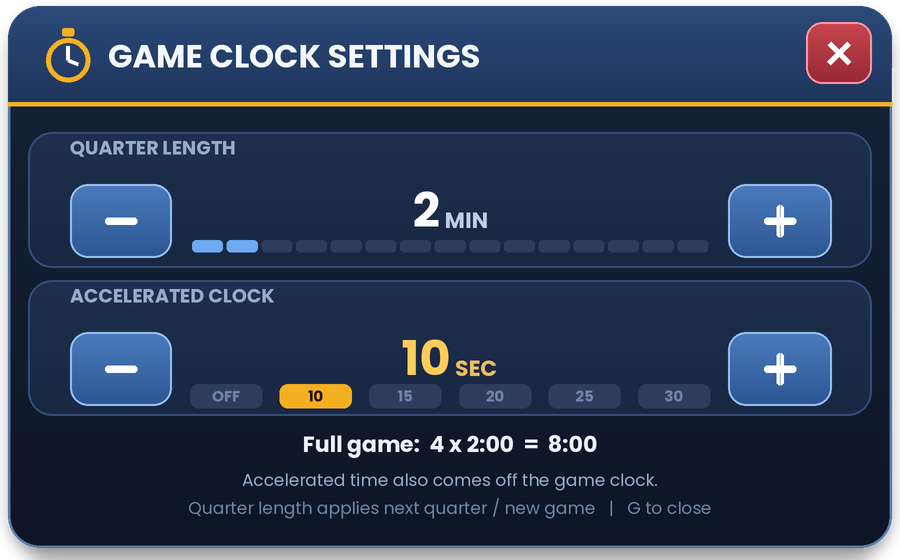 GAME CLOCK SETTINGS
QUARTER LENGTH
2 MIN
ACCELERATED CLOCK
10 SEC
OFF 10 15 20 25 30
Full game: 4 x 2:00 = 8:00
Accelerated time also comes off the game clock.
Quarter length applies next quarter / new game | G to close